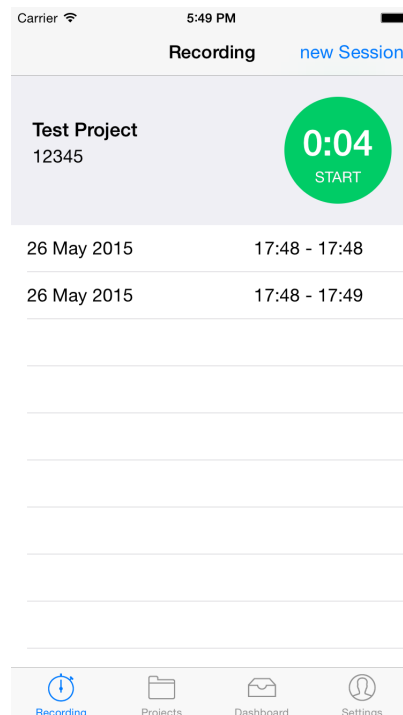 Carrier 5:49 PM
Recording new Session
Test Project
12345
0:04
START
26 May 2015 17:48 - 17:48
26 May 2015 17:48 - 17:49
Recording Projects Dashboard Settings